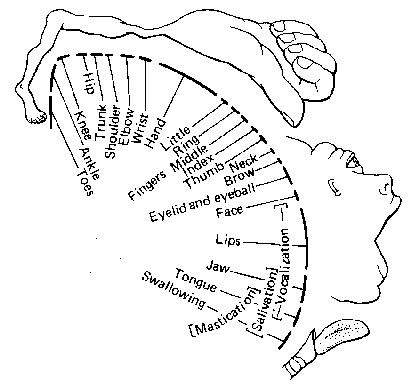 Toes
Ankle
Knee
Hip
Trunk
Shoulder
Elbow
Wrist
Hand
Fingers
Little
Ring
Middle
Index
Thumb
Neck
Brow
Eyelid and eyeball
Face
Lips
Jaw
Tongue
Swallowing
[Mastication]
[Salivation]
[Vocalization]